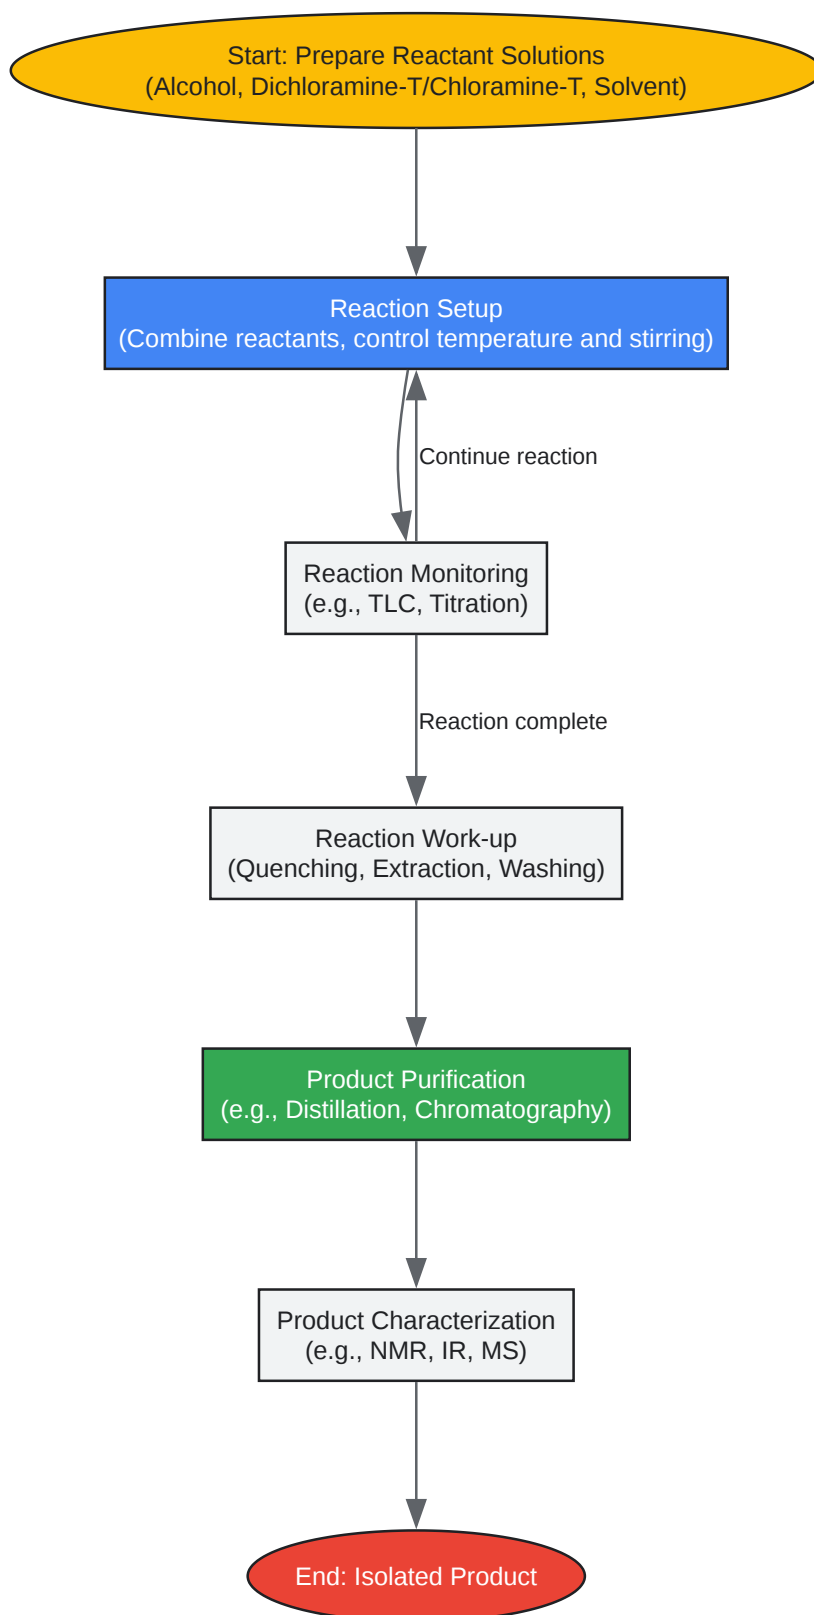 Start: Prepare Reactant Solutions
(Alcohol, Dichloramine-T/Chloramine-T, Solvent)
Reaction Setup
(Combine reactants, control temperature and stirring)
Continue reaction
Reaction Monitoring
(e.g., TLC, Titration)
Reaction complete
Reaction Work-up
(Quenching, Extraction, Washing)
Product Purification
(e.g., Distillation, Chromatography)
Product Characterization
(e.g., NMR, IR, MS)
End: Isolated Product